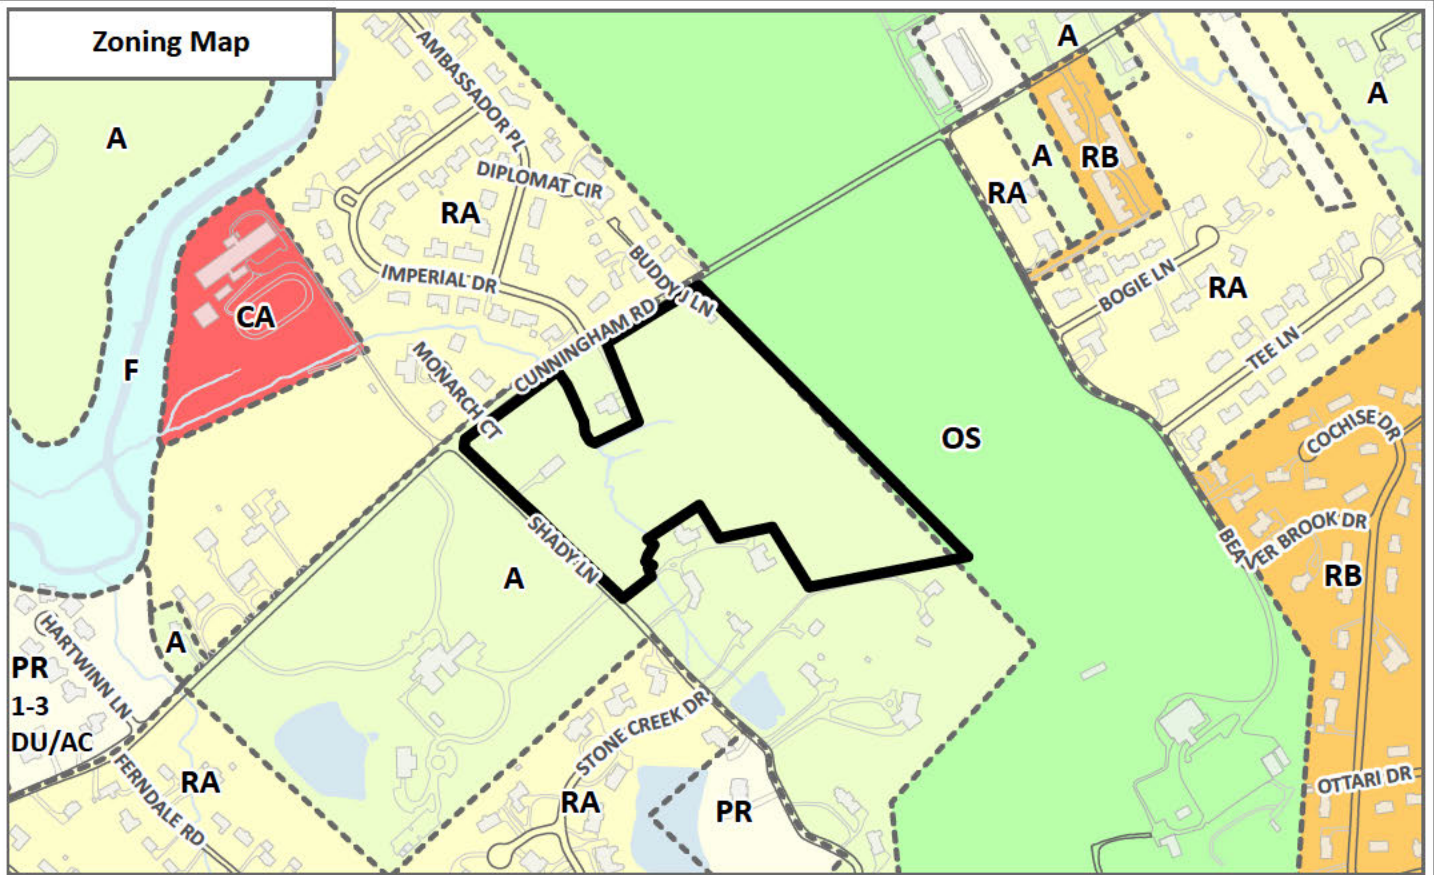 Zoning Map
A
A
A
AMBASSADOR PL
DIPLOMAT CIR
RA
A
RB
RA
BUDDY J LN
IMPERIAL DR
BOGIE LN
RA
CA
CUNNINGHAM RD
F
MONARCH CT
TEE LN
OS
COCHISE DR
SHADY LN
BEAVER BROOK DR
A
RB
HARTWINN LN
A
PR
1-3
DU/AC
STONE CREEK DR
FERNDALE RD
RA
RA
PR
OTTARI DR